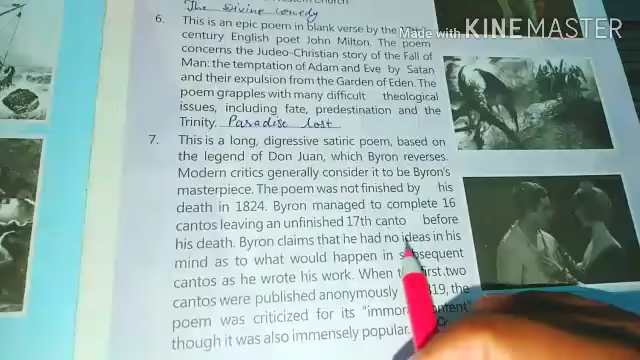 The Divine Comedy
Church
Made with KINEMASTER
6. This is an epic poem in blank verse by the
century English poet John Milton. The poem
concerns the Judeo-Christian story of the Fall of
Man: the temptation of Adam and Eve by Satan
and their expulsion from the Garden of Eden. The
poem grapples with many difficult theological
issues, including fate, predestination and the
Trinity. Paradise lost
7. This is a long, digressive satiric poem, based on
the legend of Don Juan, which Byron reverses.
Modern critics generally consider it to be Byron's
masterpiece. The poem was not finished by his
death in 1824. Byron managed to complete 16
cantos leaving an unfinished 17th canto before
his death. Byron claims that he had no ideas in his
mind as to what would happen in subsequent
cantos as he wrote his work. When first two
cantos were published anonymously the
poem was criticized for its
though it was also immensely popular.